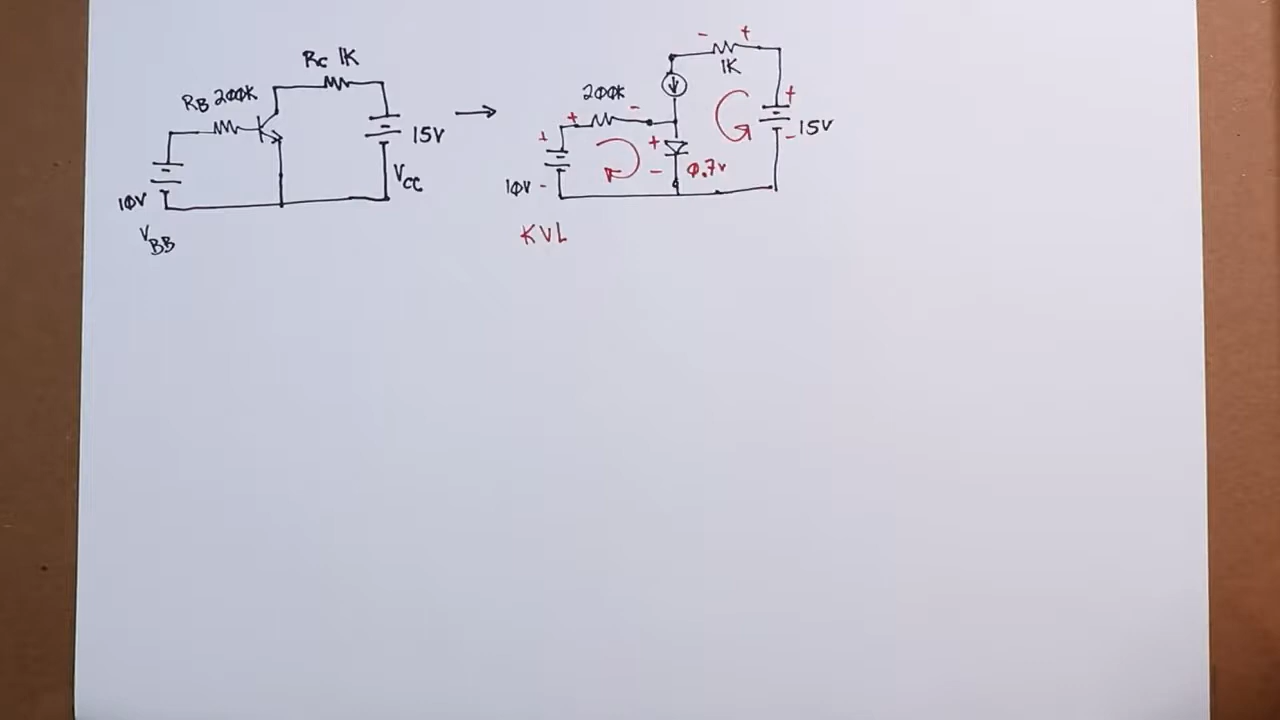 RC 1K
RB 200K
15V
VCC
10V
VBB
- +
1K
200K
+ -
+
+
15V
-
+
-
0.7V
10V -
KVL